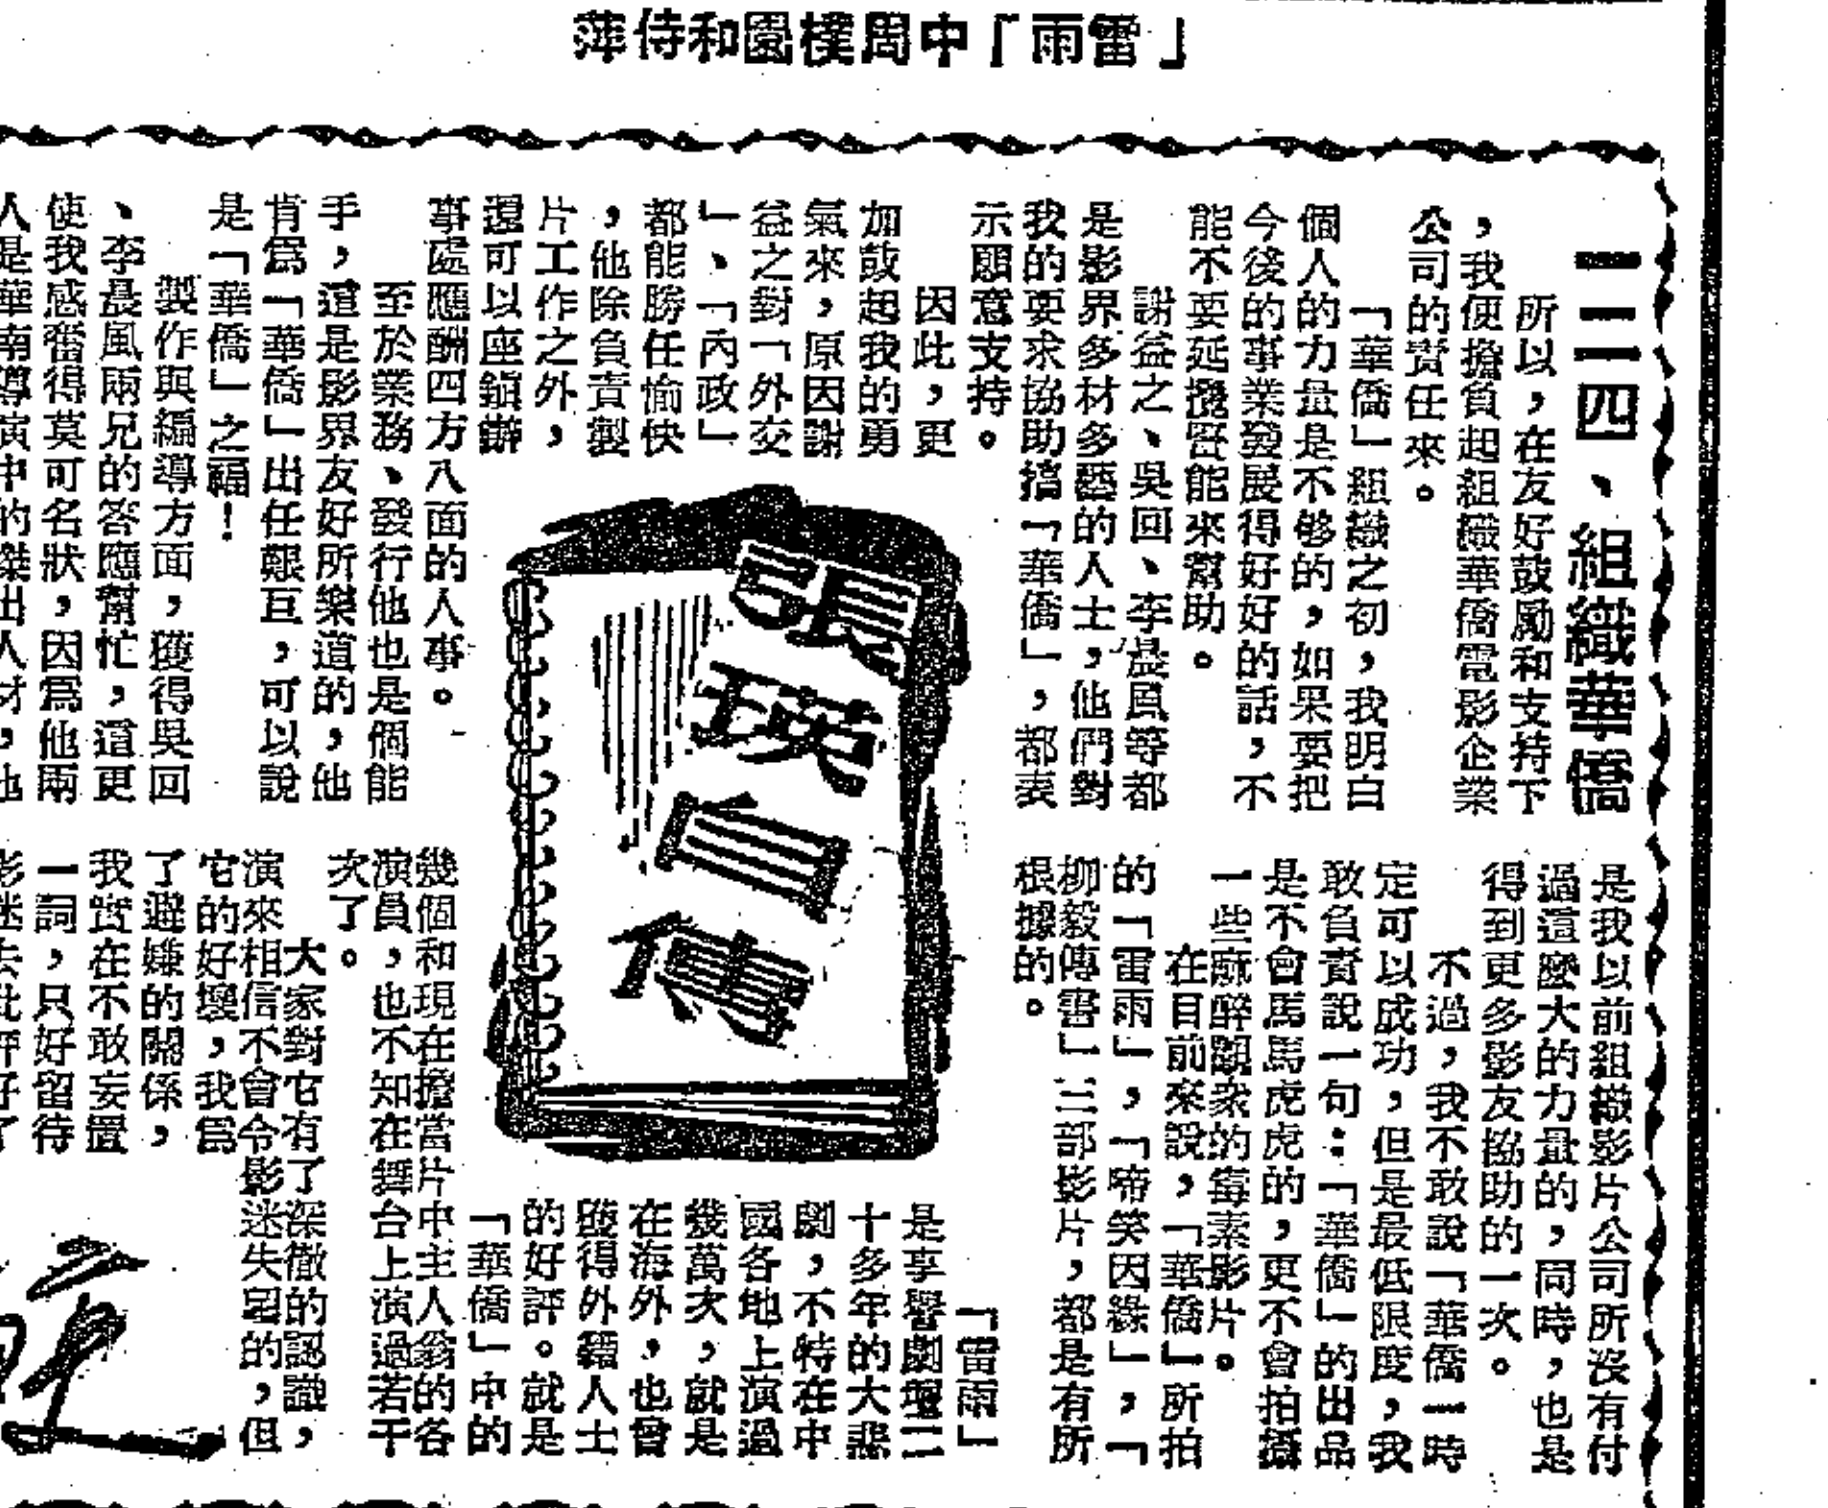 「雷雨」中周樸園和侍萍
一二四、組織華僑
所以,在友好鼓勵和支持下
,我便擔負起組織華僑電影企業
公司的責任來。
「華僑」組織之初,我明白
個人的力量是不够的,如果要把
今後的事業發展得好好的話,不
能不要延攬賢能來幫助。
謝益之、吳回、李晨風等都
是影界多材多藝的人士,他們對
我的要求協助搞「華僑」,都表
示願意支持。
因此,更
加鼓起我的勇
氣來,原因謝
益之對「外交
」、「內政」
都能勝任愉快
,他除負責製
片工作之外,
還可以座鎮辦
事處應酬四方八面的人事。
至於業務、發行他也是個能
手,這是影界友好所樂道的,他
肯爲「華僑」出任艱巨,可以說
是「華僑」之福!
製作與編導方面,獲得吳回
、李晨風兩兄的答應幫忙,這更
使我感奮得莫可名狀,因爲他兩
人是華南導演中的傑出人材,他
張瑛自傳
是我以前組織影片公司所沒有付
過這麽大的力量的,同時,也是
得到更多影友協助的一次。
不過,我不敢說「華僑一時
定可以成功,但是最低限度,我
敢負責說一句:「華僑」的出品
是不會馬馬虎虎的,更不會拍攝
一些麻醉觀衆的毒素影片。
在目前來說,「華僑」所拍
的「雷雨」,「啼笑因緣」,「
柳毅傳書」三部影片,都是有所
根據的。
「雷雨」
是享譽劇壇二
十多年的大悲
劇,不特在中
國各地上演過
幾萬次,就是
在海外,也曾
獲得外籍人士
的好評。就是
「華僑」中的
幾個和現在擔當片中主人翁的各
演員,也不知在舞台上演過若干
次了。
大家對它有了深徹的認識,
演來相信不會令影迷失望的,但
它的好壞,我爲
了避嫌的關係,
我實在不敢妄置
一詞,只好留待
影迷去批評好了